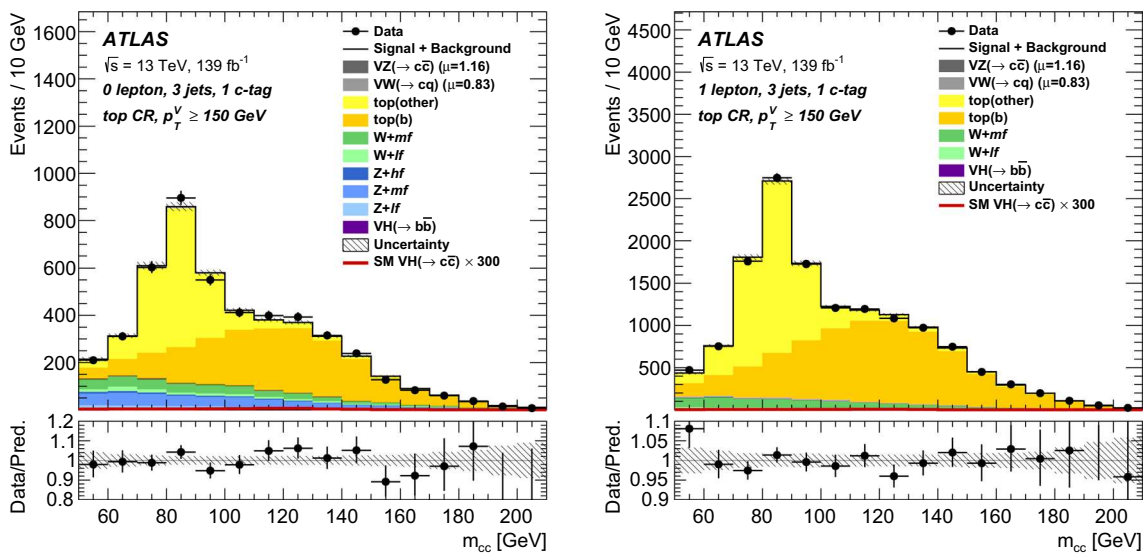 ATLAS
√s = 13 TeV, 139 fb⁻¹
0 lepton, 3 jets, 1 c-tag
top CR, p_T^V ≥ 150 GeV
Data
Signal + Background
VZ(→ cc̅) (μ=1.16)
VW(→ cq) (μ=0.83)
top(other)
top(b)
W+mf
W+lf
Z+hf
Z+mf
Z+lf
VH(→ bb̅)
Uncertainty
SM VH(→ cc̅) × 300
Events / 10 GeV
1600
1400
1200
1000
800
600
400
200
Data/Pred.
1.2
1.1
1
0.9
0.8
60 80 100 120 140 160 180 200
m_cc [GeV]
ATLAS
√s = 13 TeV, 139 fb⁻¹
1 lepton, 3 jets, 1 c-tag
top CR, p_T^V ≥ 150 GeV
Data
Signal + Background
VZ(→ cc̅) (μ=1.16)
VW(→ cq) (μ=0.83)
top(other)
top(b)
W+mf
W+lf
VH(→ bb̅)
Uncertainty
SM VH(→ cc̅) × 300
Events / 10 GeV
4500
4000
3500
3000
2500
2000
1500
1000
500
Data/Pred.
1.05
1
0.95
0.9
60 80 100 120 140 160 180 200
m_cc [GeV]